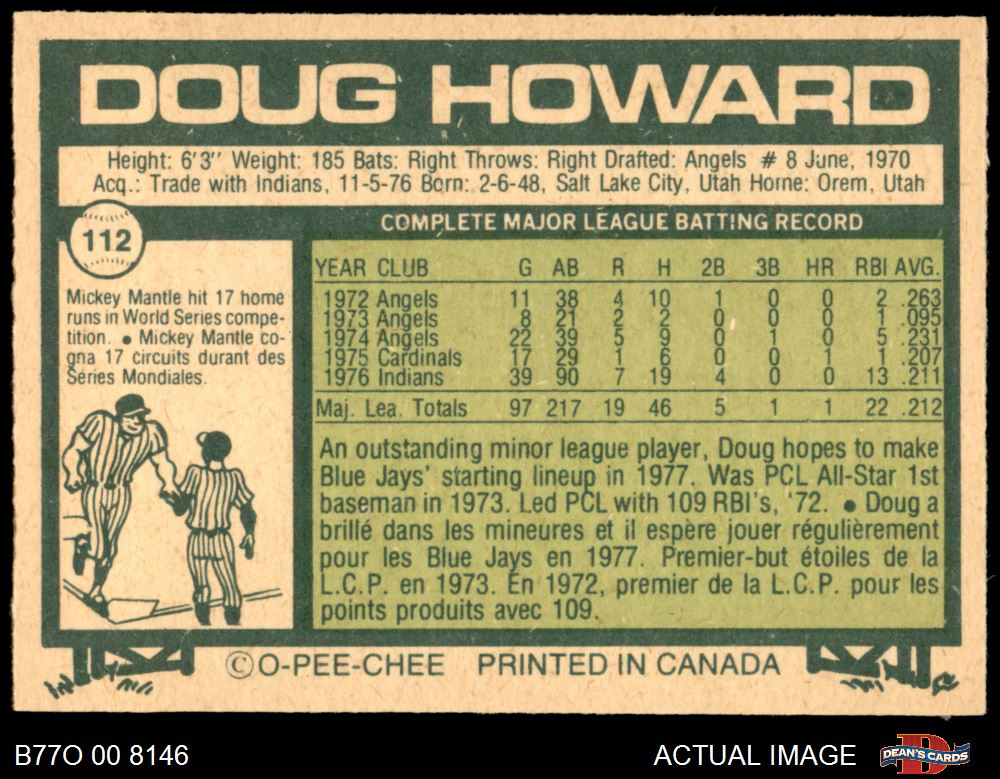 DOUG HOWARD
Height: 6'3" Weight: 185 Bats: Right Throws: Right Drafted: Angels # 8 June, 1970
Acq.: Trade with Indians, 11-5-76 Born: 2-6-48, Salt Lake City, Utah Home: Orem, Utah
112
Mickey Mantle hit 17 home
runs in World Series compe-
tition. ● Mickey Mantle co-
gna 17 circuits durant des
Séries Mondiales.
COMPLETE MAJOR LEAGUE BATTING RECORD
YEAR CLUB G AB R H 2B 3B HR RBI AVG.
1972 Angels 11 38 4 10 1 0 0 2 .263
1973 Angels 8 21 2 2 0 0 0 1 .095
1974 Angels 22 39 5 9 0 1 0 5 .231
1975 Cardinals 17 29 1 6 0 0 1 1 .207
1976 Indians 39 90 7 19 4 0 0 13 .211
Maj. Lea. Totals 97 217 19 46 5 1 1 22 .212
An outstanding minor league player, Doug hopes to make
Blue Jays' starting lineup in 1977. Was PCL All-Star 1st
baseman in 1973. Led PCL with 109 RBI's, '72. ● Doug a
brillé dans les mineures et il espère jouer régulièrement
pour les Blue Jays en 1977. Premier-but étoiles de la
L.C.P. en 1973. En 1972, premier de la L.C.P. pour les
points produits avec 109.
© O-PEE-CHEE PRINTED IN CANADA
B77O 00 8146
ACTUAL IMAGE
DEAN'S CARDS